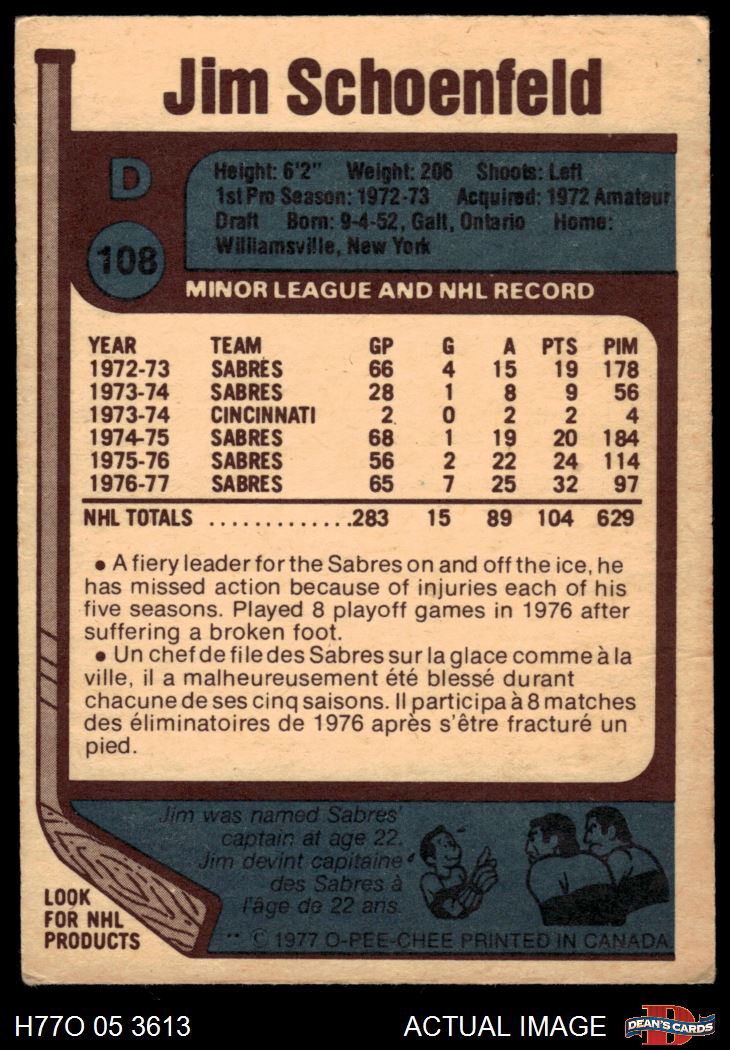 Jim Schoenfeld
D
Height: 6'2" Weight: 206 Shoots: Left
1st Pro Season: 1972-73 Acquired: 1972 Amateur
Draft Born: 9-4-52, Galt, Ontario Home:
Williamsville, New York
108
MINOR LEAGUE AND NHL RECORD
YEAR TEAM GP G A PTS PIM
1972-73 SABRES 66 4 15 19 178
1973-74 SABRES 28 1 8 9 56
1973-74 CINCINNATI 2 0 2 2 4
1974-75 SABRES 68 1 19 20 184
1975-76 SABRES 56 2 22 24 114
1976-77 SABRES 65 7 25 32 97
NHL TOTALS .............283 15 89 104 629
• A fiery leader for the Sabres on and off the ice, he
has missed action because of injuries each of his
five seasons. Played 8 playoff games in 1976 after
suffering a broken foot.
• Un chef de file des Sabres sur la glace comme à la
ville, il a malheureusement été blessé durant
chacune de ses cinq saisons. Il participa à 8 matches
des éliminatoires de 1976 après s'être fracturé un
pied.
Jim was named Sabres'
captain at age 22.
Jim devint capitaine
des Sabres à
l'âge de 22 ans.
LOOK
FOR NHL
PRODUCTS
** © 1977 O-PEE-CHEE PRINTED IN CANADA
H77O 05 3613 ACTUAL IMAGE
DEAN'S CARDS